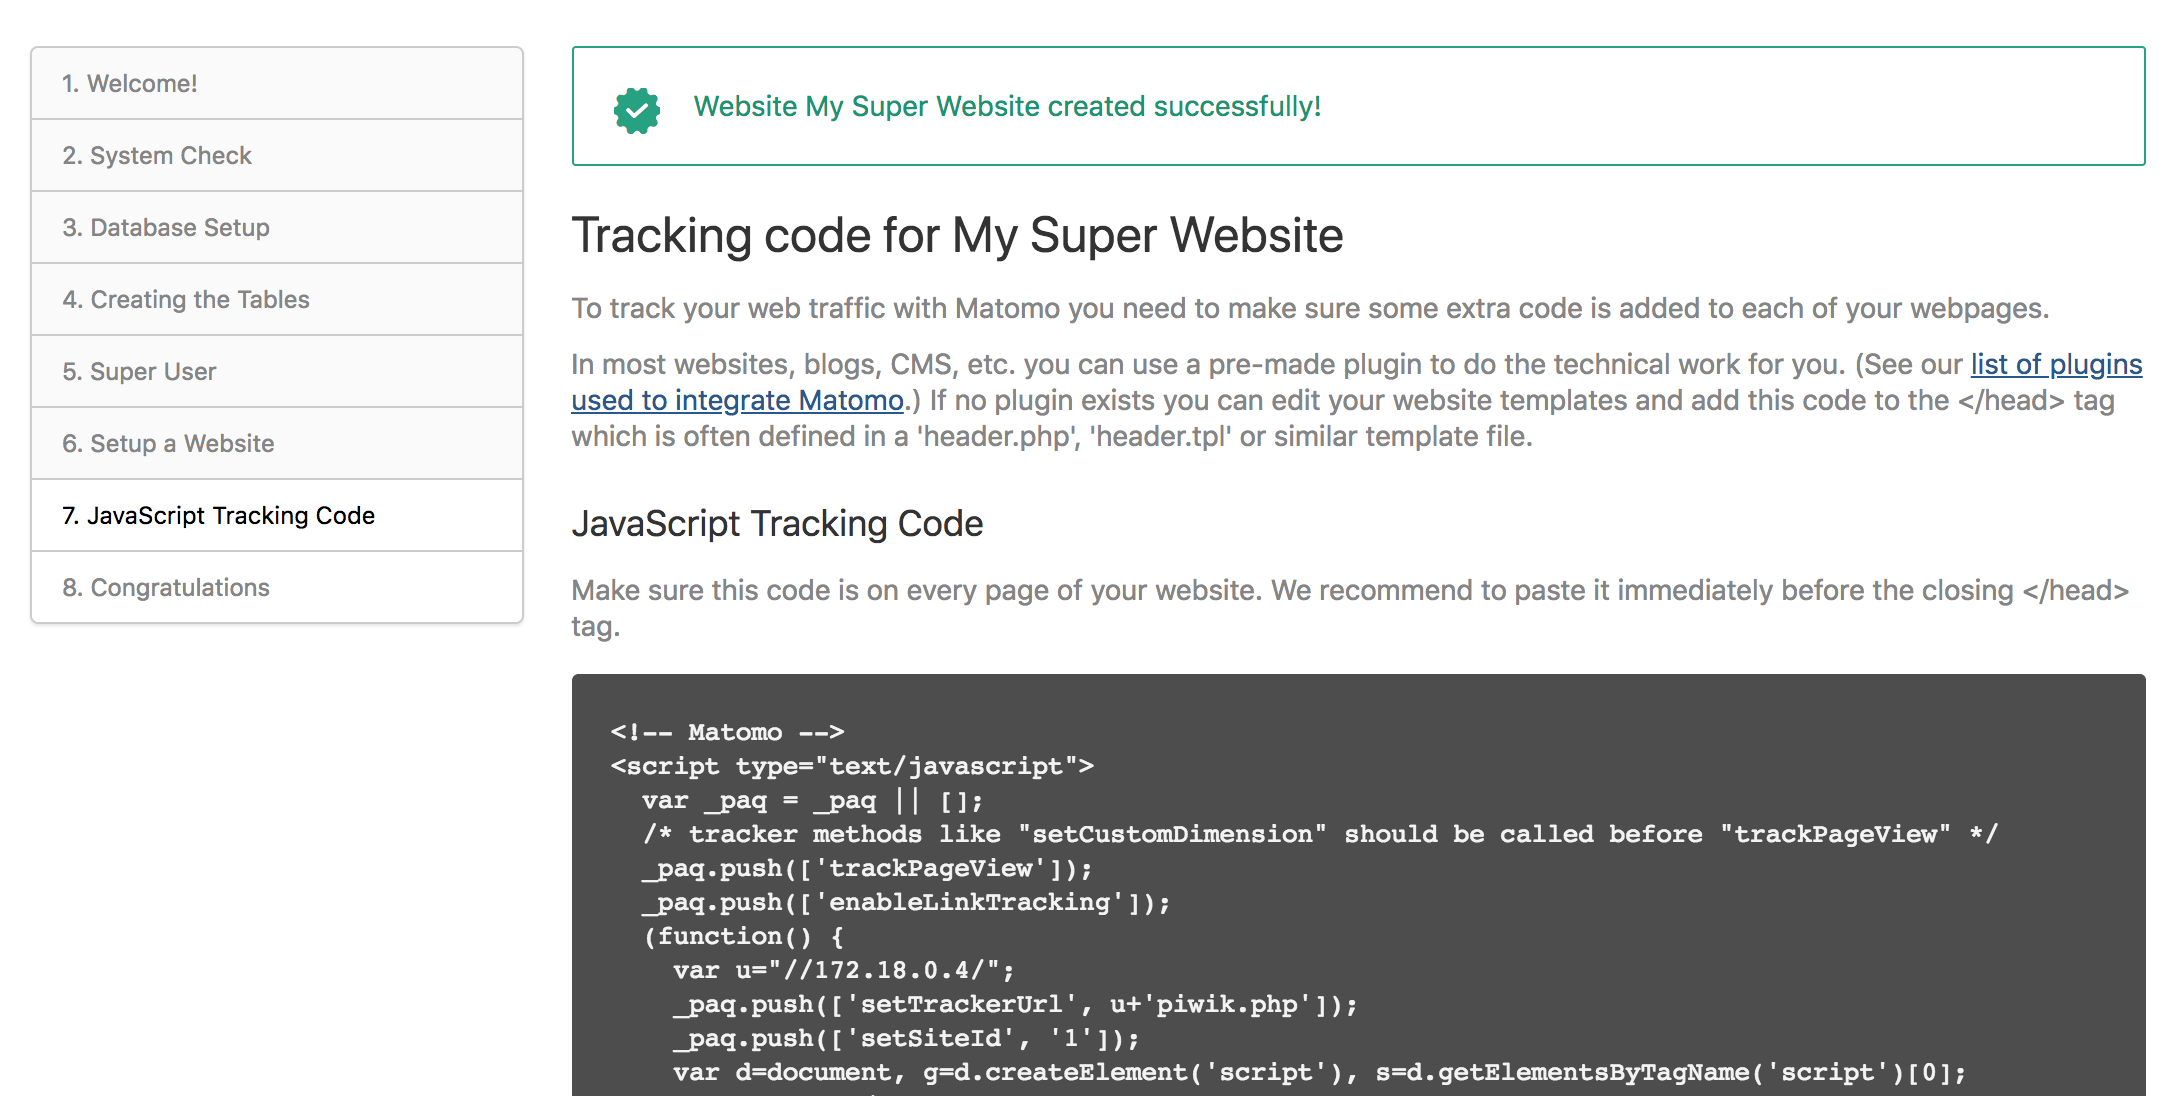 1. Welcome!
2. System Check
3. Database Setup
4. Creating the Tables
5. Super User
6. Setup a Website
7. JavaScript Tracking Code
8. Congratulations
Website My Super Website created successfully!
Tracking code for My Super Website
To track your web traffic with Matomo you need to make sure some extra code is added to each of your webpages.
In most websites, blogs, CMS, etc. you can use a pre-made plugin to do the technical work for you. (See our list of plugins
used to integrate Matomo.) If no plugin exists you can edit your website templates and add this code to the </head> tag
which is often defined in a 'header.php', 'header.tpl' or similar template file.
JavaScript Tracking Code
Make sure this code is on every page of your website. We recommend to paste it immediately before the closing </head>
tag.
<!-- Matomo -->
<script type="text/javascript">
  var _paq = _paq || [];
  /* tracker methods like "setCustomDimension" should be called before "trackPageView" */
  _paq.push(['trackPageView']);
  _paq.push(['enableLinkTracking']);
  (function() {
    var u="//172.18.0.4/";
    _paq.push(['setTrackerUrl', u+'piwik.php']);
    _paq.push(['setSiteId', '1']);
    var d=document, g=d.createElement('script'), s=d.getElementsByTagName('script')[0];